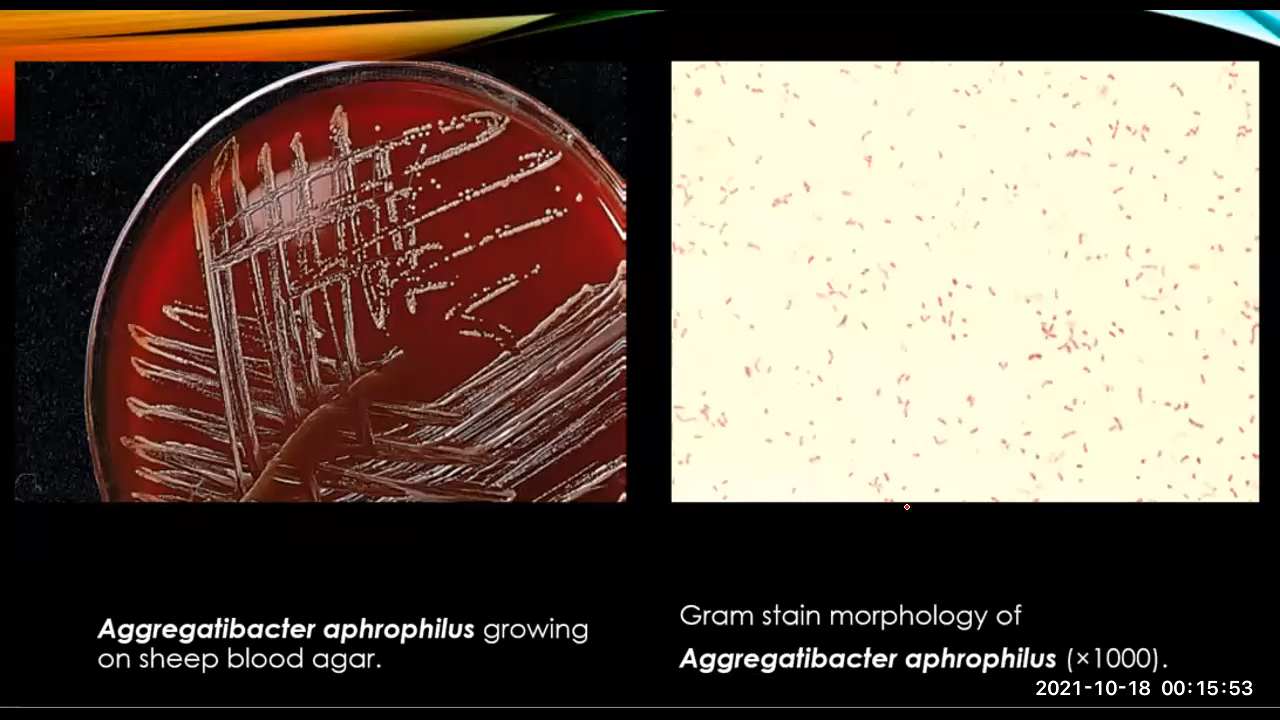 Aggregatibacter aphrophilus growing
on sheep blood agar.
Gram stain morphology of
Aggregatibacter aphrophilus (×1000).
2021-10-18 00:15:53